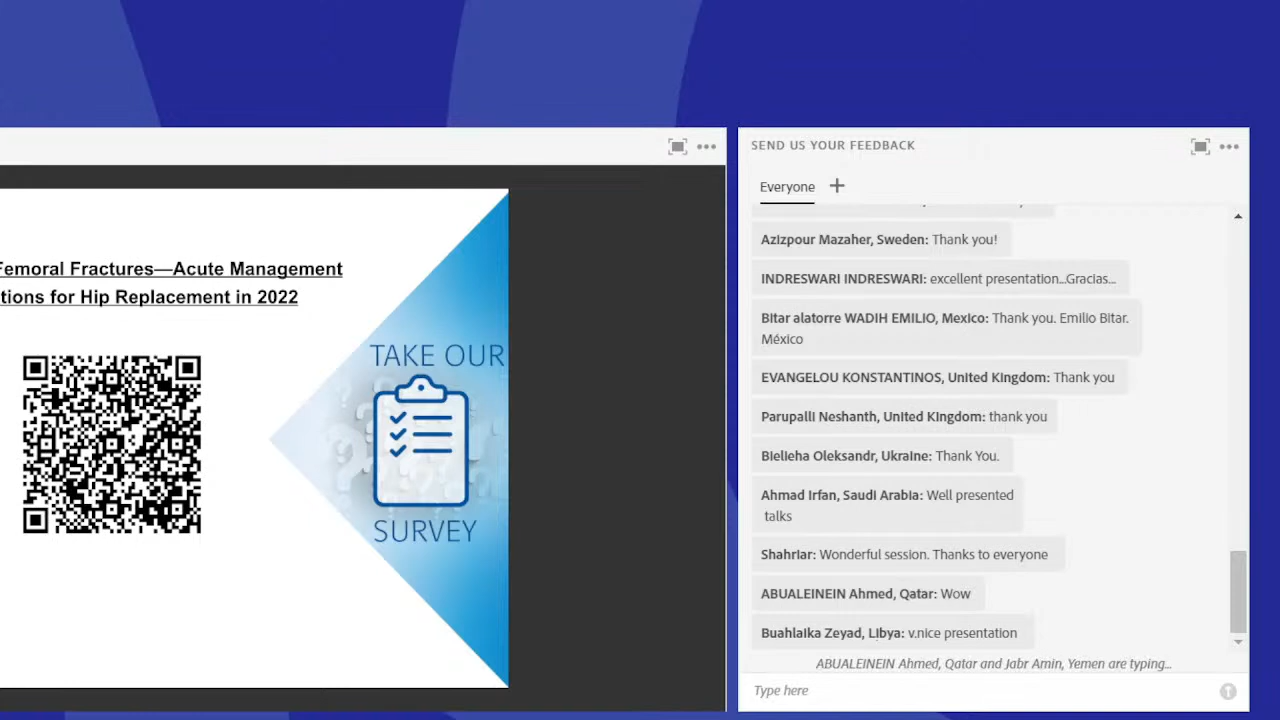 Femoral Fractures—Acute Management
tions for Hip Replacement in 2022
TAKE OUR
SURVEY
SEND US YOUR FEEDBACK
Everyone
Azizpour Mazaher, Sweden: Thank you!
INDRESWARI INDRESWARI: excellent presentation...Gracias...
Bitar alatorre WADIH EMILIO, Mexico: Thank you. Emilio Bitar.
México
EVANGELOU KONSTANTINOS, United Kingdom: Thank you
Parupalli Neshanth, United Kingdom: thank you
Bielieha Oleksandr, Ukraine: Thank You.
Ahmad Irfan, Saudi Arabia: Well presented
talks
Shahriar: Wonderful session. Thanks to everyone
ABUALEINEIN Ahmed, Qatar: Wow
Buahlaika Zeyad, Libya: v.nice presentation
ABUALEINEIN Ahmed, Qatar and Jabr Amin, Yemen are typing...
Type here